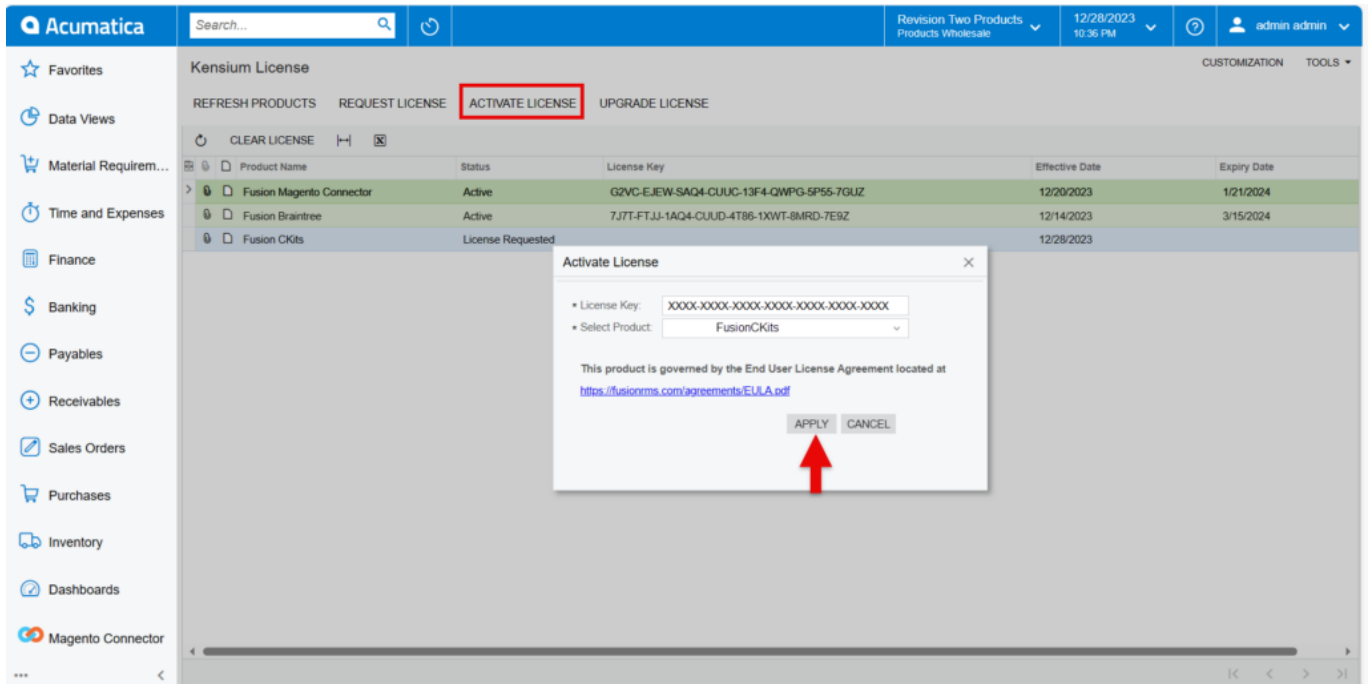 Acumatica
Search...
Revision Two Products
Products Wholesale
12/28/2023
10:36 PM
admin admin
Favorites
Data Views
Material Requirem...
Time and Expenses
Finance
Banking
Payables
Receivables
Sales Orders
Purchases
Inventory
Dashboards
Magento Connector
Kensium License
CUSTOMIZATION TOOLS
REFRESH PRODUCTS REQUEST LICENSE ACTIVATE LICENSE UPGRADE LICENSE
CLEAR LICENSE
Product Name Status License Key Effective Date Expiry Date
Fusion Magento Connector Active G2VC-EJEW-SAQ4-CUUC-13F4-QWPG-5P55-7GUZ 12/20/2023 1/21/2024
Fusion Braintree Active 7J7T-FTJJ-1AQ4-CUUD-4T86-1XWT-8MRD-7E9Z 12/14/2023 3/15/2024
Fusion CKits License Requested 12/28/2023
Activate License
License Key: XXXX-XXXX-XXXX-XXXX-XXXX-XXXX-XXXX
Select Product: FusionCKits
This product is governed by the End User License Agreement located at
https://fusionrms.com/agreements/EULA.pdf
APPLY CANCEL